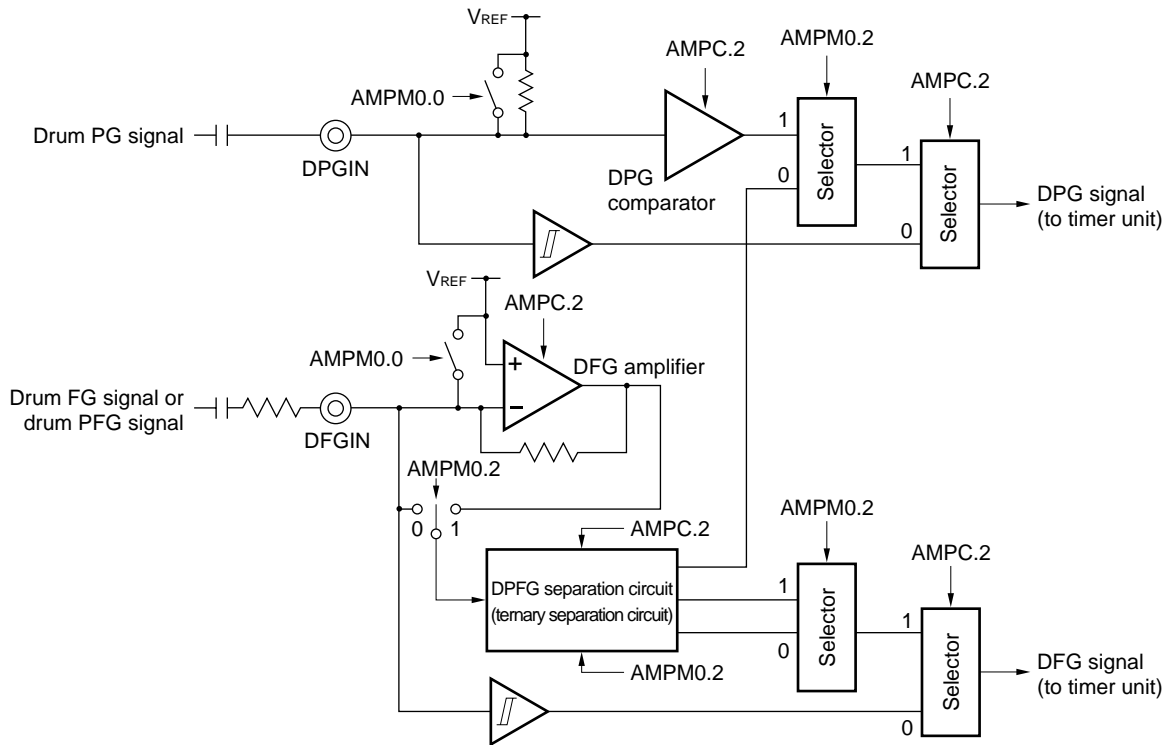 VREF
AMPM0.0
AMPC.2
AMPM0.2
AMPC.2
Drum PG signal
DPGIN
DPG
comparator
1
0
Selector
1
0
Selector
DPG signal
(to timer unit)
VREF
AMPM0.0
AMPC.2
DFG amplifier
+
−
Drum FG signal or
drum PFG signal
DFGIN
AMPM0.2
0 1
AMPC.2
DPFG separation circuit
(ternary separation circuit)
AMPM0.2
AMPM0.2
1
0
Selector
AMPC.2
1
0
Selector
DFG signal
(to timer unit)